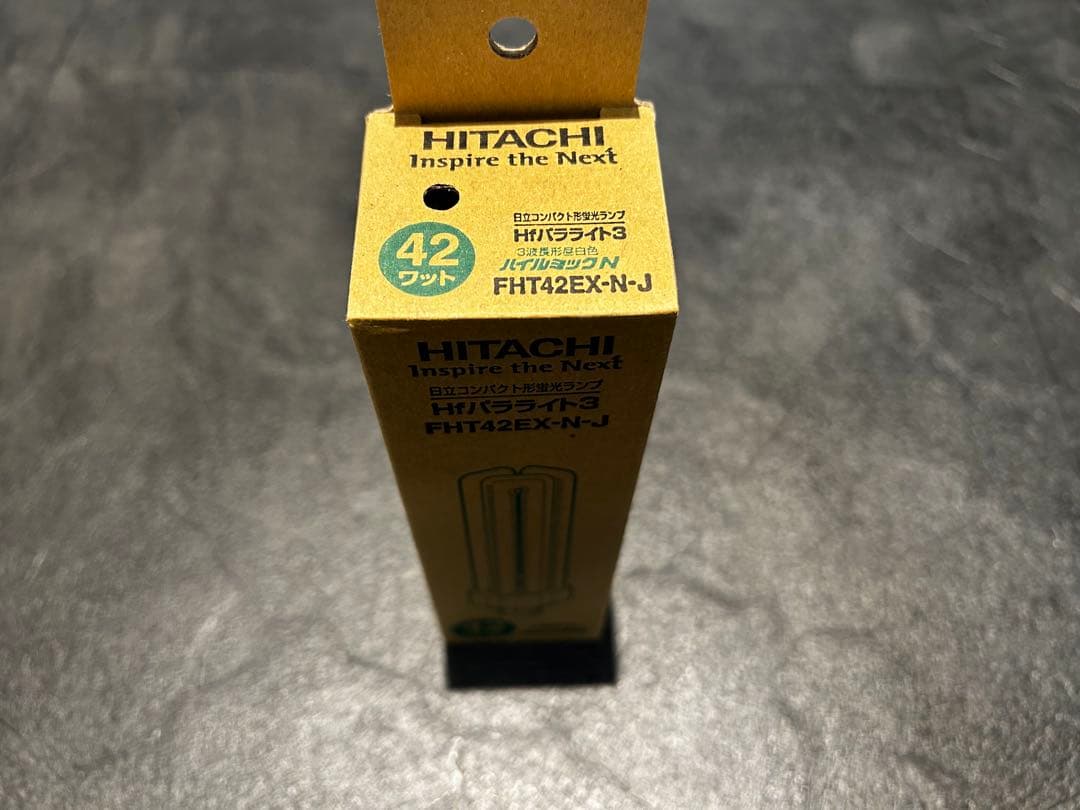 HITACHI
Inspire the Next
42
ワット
日立コンパクト形蛍光ランプ
Hfパラライト3
3波長形昼白色
ハイルミックN
FHT42EX-N-J
HITACHI
Inspire the Next
日立コンパクト形蛍光ランプ
Hfパラライト3
FHT42EX-N-J